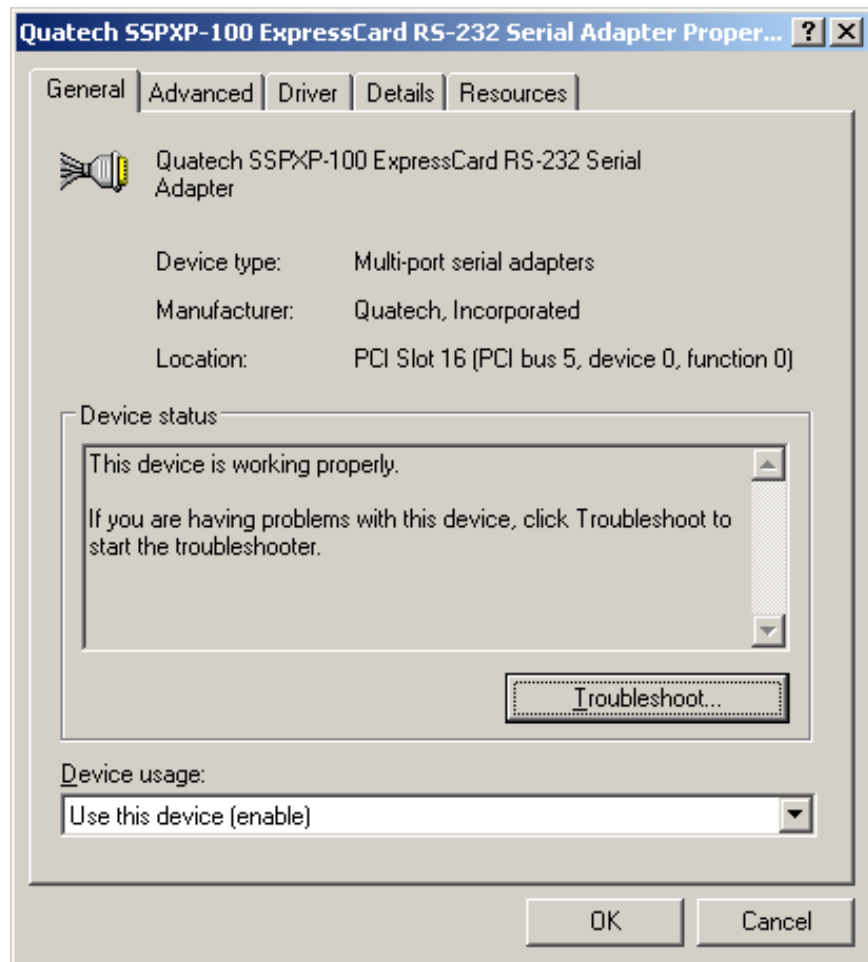 Quatech SSPXP-100 ExpressCard RS-232 Serial Adapter Proper...
General Advanced Driver Details Resources
Quatech SSPXP-100 ExpressCard RS-232 Serial
Adapter
Device type: Multi-port serial adapters
Manufacturer: Quatech, Incorporated
Location: PCI Slot 16 (PCI bus 5, device 0, function 0)
Device status
This device is working properly.
If you are having problems with this device, click Troubleshoot to
start the troubleshooter.
Troubleshoot...
Device usage:
Use this device (enable)
OK Cancel